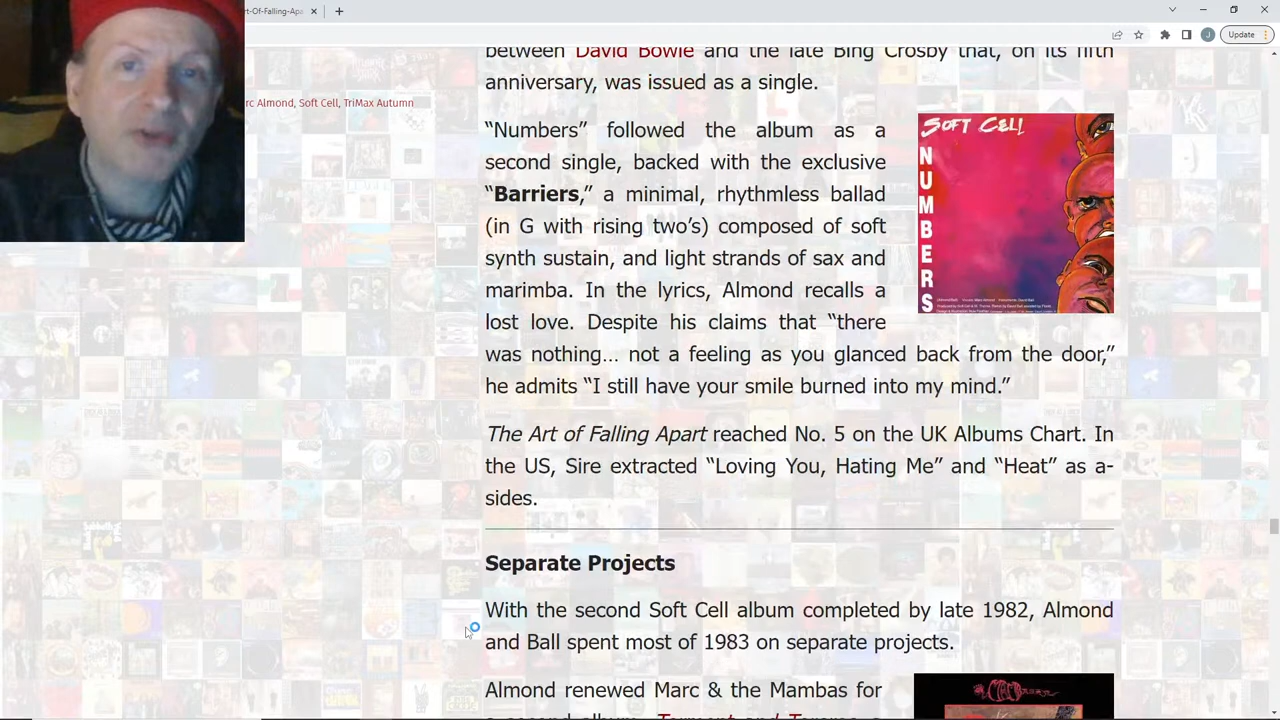 rt-Of-Falling-Apa
Update
J
rc Almond, Soft Cell, TriMax Autumn
between David Bowie and the late Bing Crosby that, on its fifth
anniversary, was issued as a single.
“Numbers” followed the album as a
second single, backed with the exclusive
“Barriers,” a minimal, rhythmless ballad
(in G with rising two’s) composed of soft
synth sustain, and light strands of sax and
marimba. In the lyrics, Almond recalls a
lost love. Despite his claims that “there
was nothing… not a feeling as you glanced back from the door,”
he admits “I still have your smile burned into my mind.”
SOFT CELL
NUMBERS
The Art of Falling Apart reached No. 5 on the UK Albums Chart. In
the US, Sire extracted “Loving You, Hating Me” and “Heat” as a-
sides.
Separate Projects
With the second Soft Cell album completed by late 1982, Almond
and Ball spent most of 1983 on separate projects.
Almond renewed Marc & the Mambas for
a second album, Torment and Toreros, a